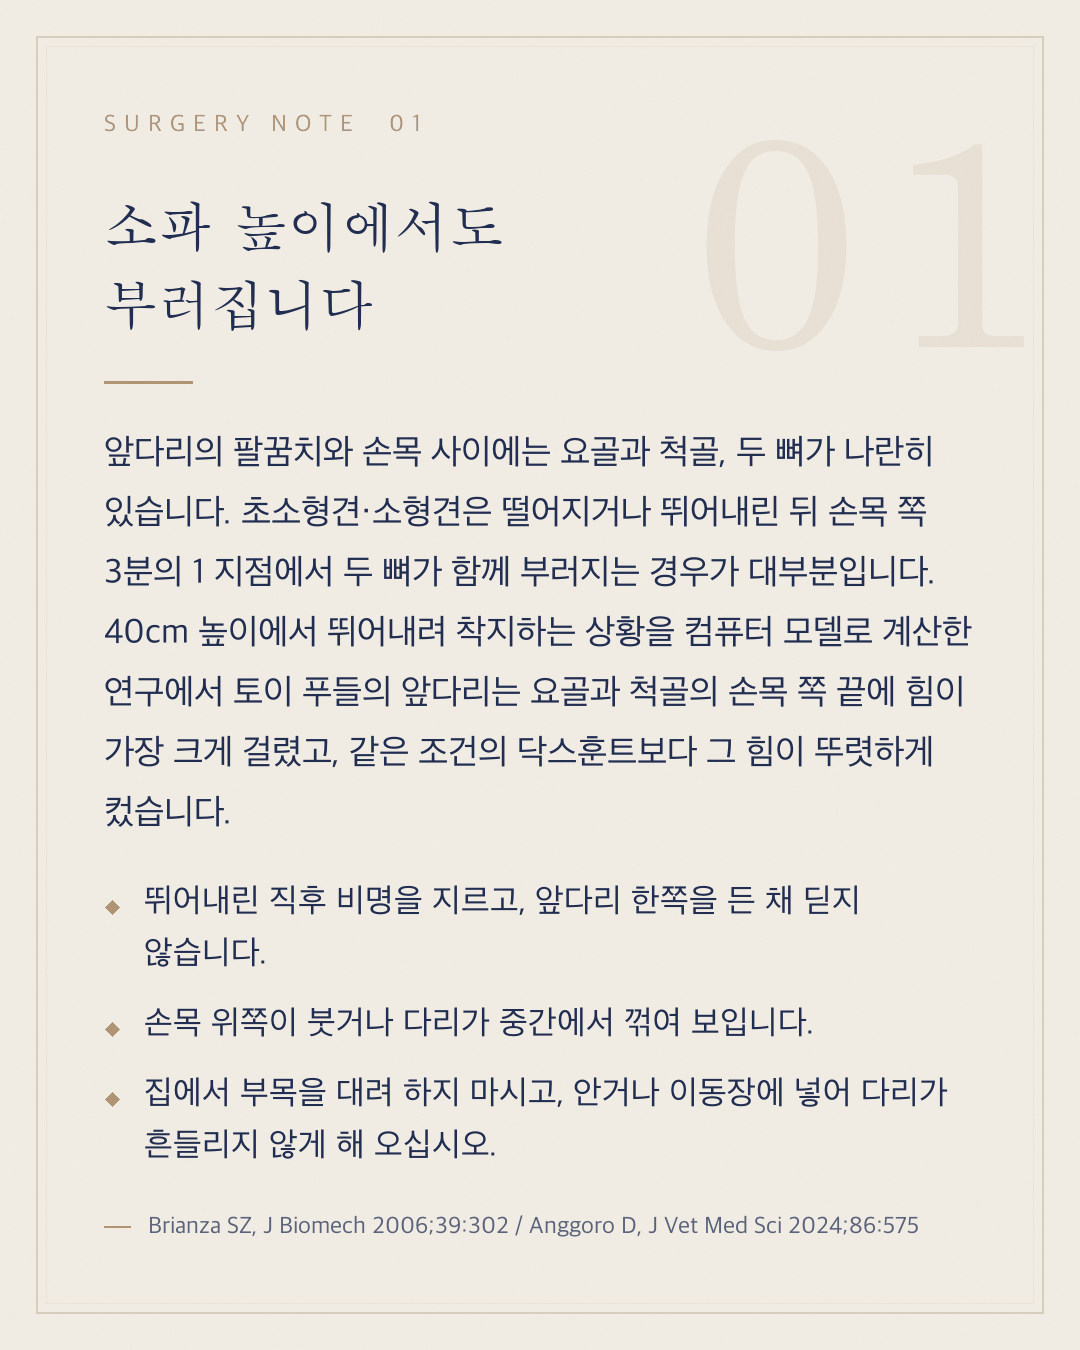 SURGERY NOTE 01
01
소파 높이에서도
부러집니다
앞다리의 팔꿈치와 손목 사이에는 요골과 척골, 두 뼈가 나란히
있습니다. 초소형견·소형견은 떨어지거나 뛰어내린 뒤 손목 쪽
3분의 1 지점에서 두 뼈가 함께 부러지는 경우가 대부분입니다.
40cm 높이에서 뛰어내려 착지하는 상황을 컴퓨터 모델로 계산한
연구에서 토이 푸들의 앞다리는 요골과 척골의 손목 쪽 끝에 힘이
가장 크게 걸렸고, 같은 조건의 닥스훈트보다 그 힘이 뚜렷하게
컸습니다.
◆ 뛰어내린 직후 비명을 지르고, 앞다리 한쪽을 든 채 딛지
않습니다.
◆ 손목 위쪽이 붓거나 다리가 중간에서 꺾여 보입니다.
◆ 집에서 부목을 대려 하지 마시고, 안거나 이동장에 넣어 다리가
흔들리지 않게 해 오십시오.
— Brianza SZ, J Biomech 2006;39:302 / Anggoro D, J Vet Med Sci 2024;86:575